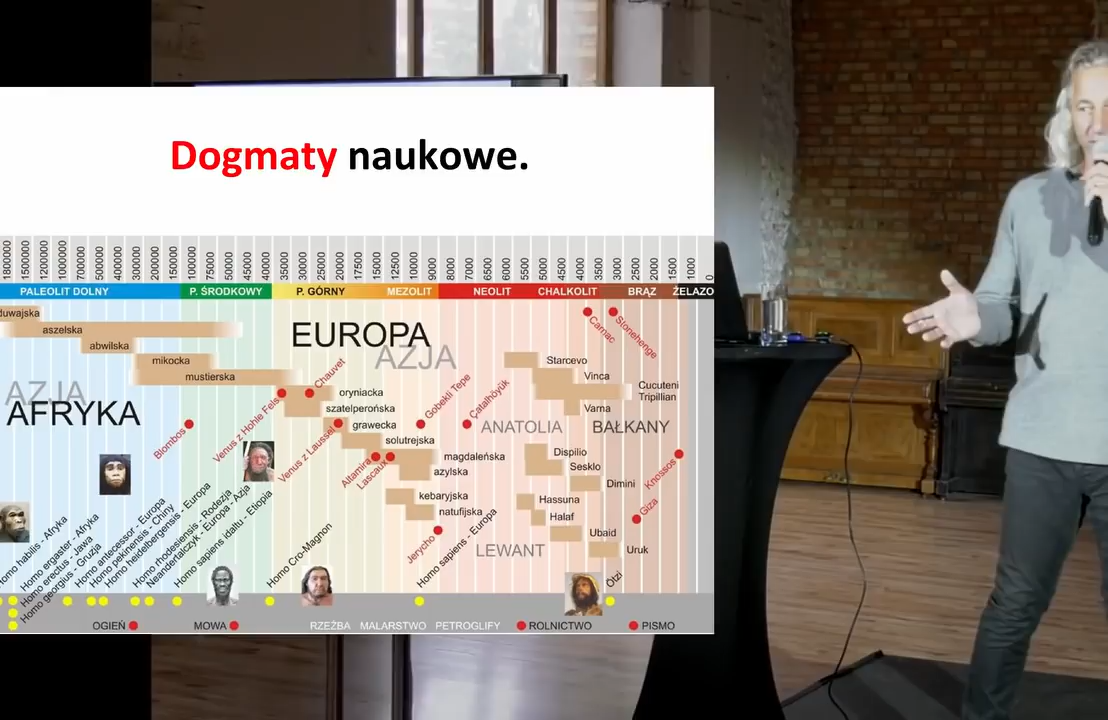 Dogmaty naukowe.
1800000 1500000 1200000 1000000 700000 500000 400000 300000 200000 150000 100000 75000 50000 45000 40000 35000 30000 25000 20000 15000 12500 10000 9000 8000 7000 6500 6000 5500 5000 4500 4000 3500 3000 2500 2000 1500 1000 0
PALEOLIT DOLNY P. ŚRODKOWY P. GÓRNY MEZOLIT NEOLIT CHALKOLIT BRĄZ ŻELAZO
duwajska
aszelska
abwilska
mikocka
mustierska
EUROPA
AZJA
AZJA
AFRYKA
Carnac
Stonehenge
Starcevo
Vinca
Cucuteni
Tripillian
Varna
Chauvet
Venus z Hohle Fels
oryniacka
szatelperońska
Venus z Laussel
grawecka
Gobekli Tepe
Çatalhöyük
ANATOLIA
BAŁKANY
Blombos
solutrejska
Altamira
Lascaux
magdaleńska
azylska
Dispilio
Sesklo
Dimini
Knossos
kebaryjska
natufijska
Hassuna
Halaf
Giza
Ubaid
Uruk
Jerycho
LEWANT
Homo habilis - Afryka
Homo ergaster - Afryka
Homo erectus - Jawa
Homo georgius - Gruzja
Homo antecessor - Europa
Homo pekinensis - Chiny
Homo heidelbergensis - Europa
Homo rhodesiensis - Rodezja
Neandertalczyk - Europa - Azja
Homo sapiens idaltu - Etiopia
Homo Cro-Magnon
Homo sapiens - Europa
Ötzi
OGIEŃ MOWA RZEŹBA MALARSTWO PETROGLIFY ROLNICTWO PISMO